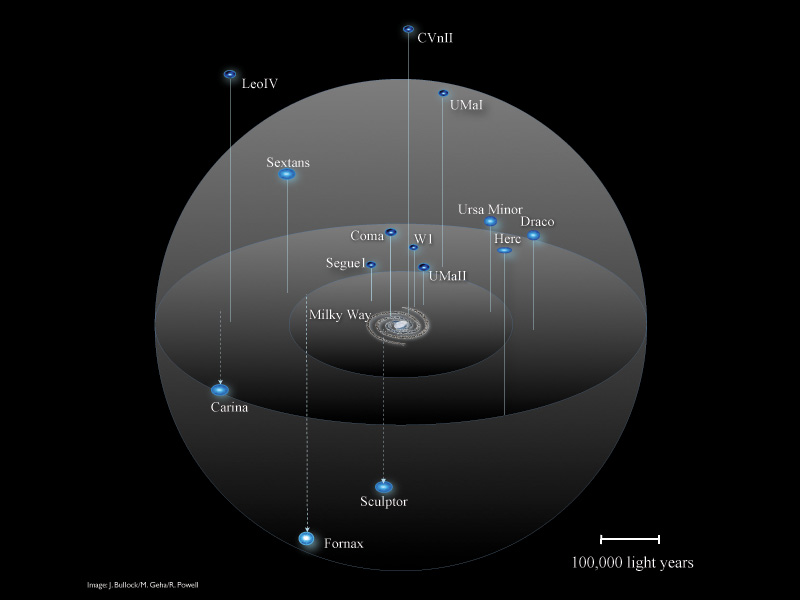 CVnII
LeoIV
UMaI
Sextans
Ursa Minor
Draco
Coma
W1
Herc
Segue1
UMaII
Milky Way
Carina
Sculptor
Fornax
100,000 light years
Image: J. Bullock/M. Geha/R. Powell